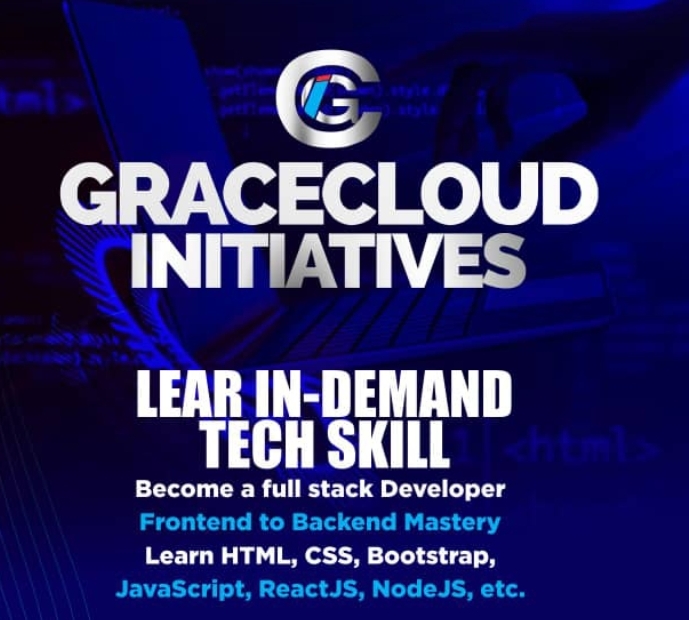 GRACECLOUD
INITIATIVES
LEAR IN-DEMAND
TECH SKILL
Become a full stack Developer
Frontend to Backend Mastery
Learn HTML, CSS, Bootstrap,
JavaScript, ReactJS, NodeJS, etc.
<html>